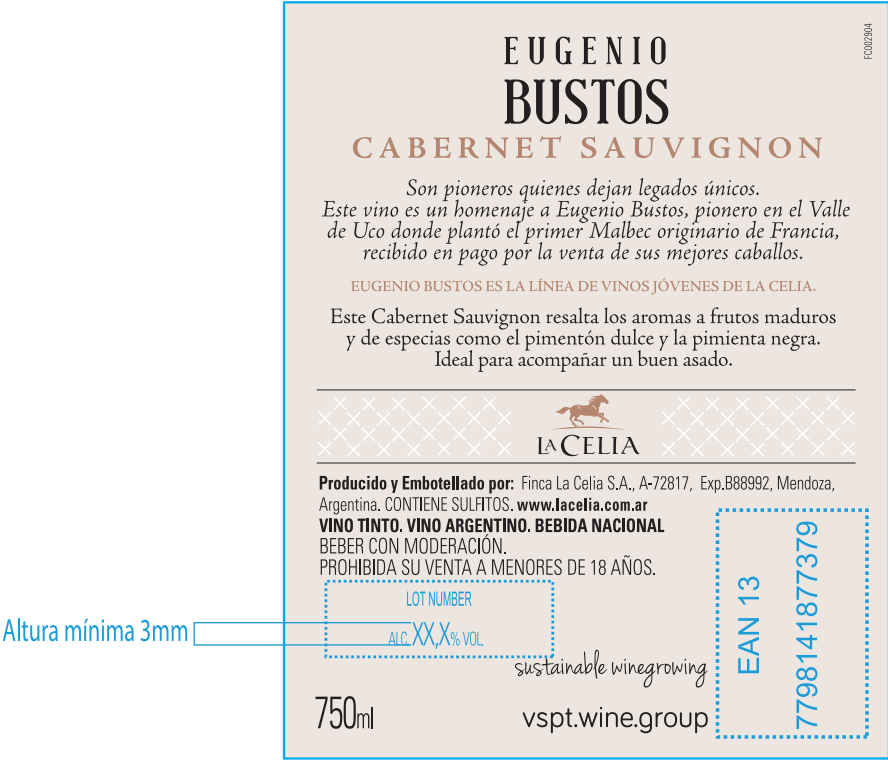 FC002904
EUGENIO
BUSTOS
CABERNET SAUVIGNON
Son pioneros quienes dejan legados únicos.
Este vino es un homenaje a Eugenio Bustos, pionero en el Valle
de Uco donde plantó el primer Malbec originario de Francia,
recibido en pago por la venta de sus mejores caballos.
EUGENIO BUSTOS ES LA LÍNEA DE VINOS JÓVENES DE LA CELIA.
Este Cabernet Sauvignon resalta los aromas a frutos maduros
y de especias como el pimentón dulce y la pimienta negra.
Ideal para acompañar un buen asado.
LA CELIA
Producido y Embotellado por: Finca La Celia S.A., A-72817, Exp.B88992, Mendoza,
Argentina. CONTIENE SULFITOS. www.lacelia.com.ar
VINO TINTO. VINO ARGENTINO. BEBIDA NACIONAL
BEBER CON MODERACIÓN.
PROHIBIDA SU VENTA A MENORES DE 18 AÑOS.
LOT NUMBER
Altura mínima 3mm
ALC. XX,X% VOL.
sustainable winegrowing
750ml
vspt.wine.group
EAN 13
7798141877379